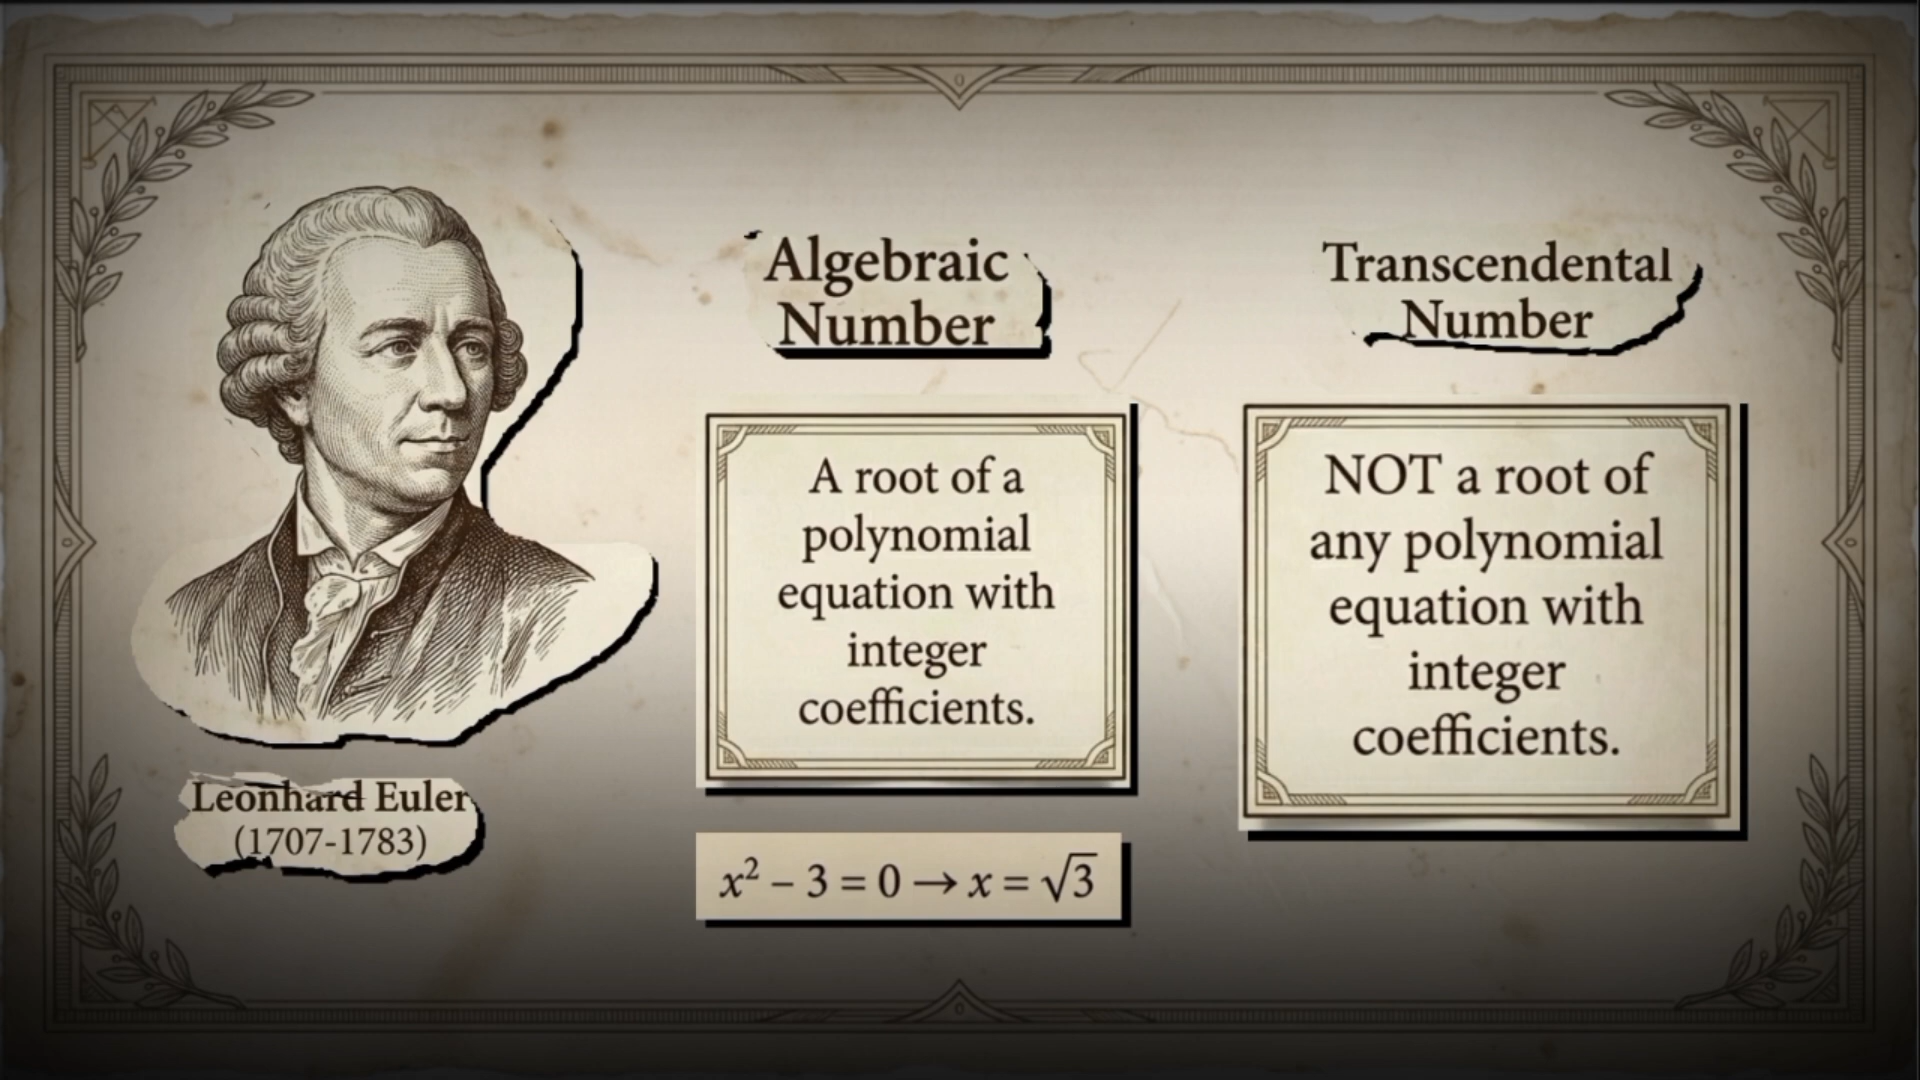 Algebraic
Number
Transcendental
Number
A root of a
polynomial
equation with
integer
coefficients.
NOT a root of
any polynomial
equation with
integer
coefficients.
Leonhard Euler
(1707-1783)
x² – 3 = 0 → x = √3